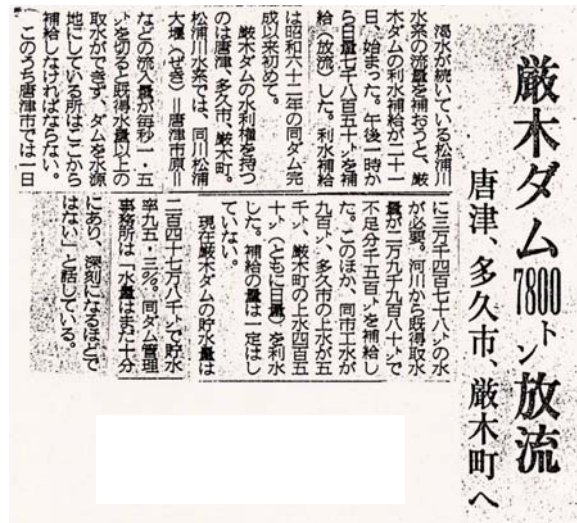 厳木ダム7800㌧放流
唐津、多久市、厳木町へ
渇水が続いている松浦川
水系の流量を補おうと、厳
木ダムの利水補給が二十一
日、始まった。午後一時か
ら日量七千八百五十㌧を補
給(放流)した。利水補給
は昭和六十二年の同ダム完
成以来初めて。
厳木ダムの水利権を持つ
のは唐津、多久市、厳木町。
松浦川水系では、同川松浦
大堰(ぜき)=唐津市原=
などの流入量が毎秒一・五
㌧を切ると既得水量以上の
取水ができず、ダムを水源
地にしている所はここから
補給しなければならない。
このうち唐津市では一日
に三万千四百七十八㌧の水
が必要。河川から既得取水
量が二万九千九百八十㌧で
不足分千五百㌧を補給し
た。このほか、同市工水が
九百㌧、多久市の上水が五
千㌧、厳木町の上水四百五
十㌧(ともに日量)を利水
した。補給の量は一定はし
ていない。
現在厳木ダムの貯水量は
二百四十七万八千㌧で貯水
率九五・三%。同ダム管理
事務所は「水量はまだ十分
にあり、深刻になるほどで
はない」と話している。